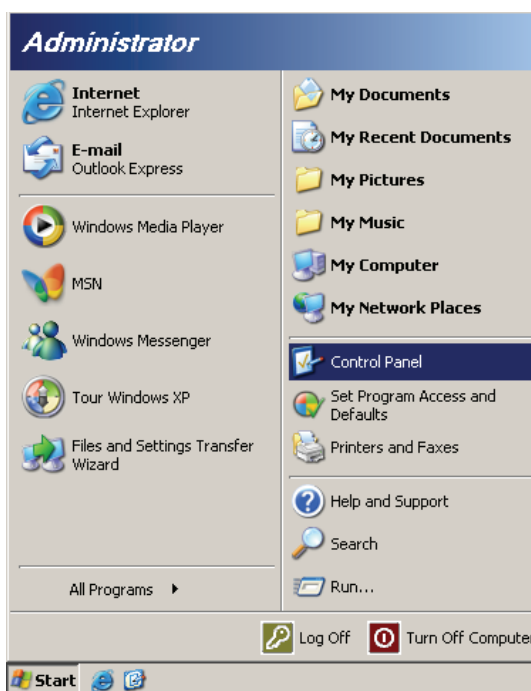 Administrator
Internet
Internet Explorer
E-mail
Outlook Express
Windows Media Player
MSN
Windows Messenger
Tour Windows XP
Files and Settings Transfer
Wizard
All Programs
My Documents
My Recent Documents
My Pictures
My Music
My Computer
My Network Places
Control Panel
Set Program Access and
Defaults
Printers and Faxes
Help and Support
Search
Run...
Log Off
Turn Off Computer
Start